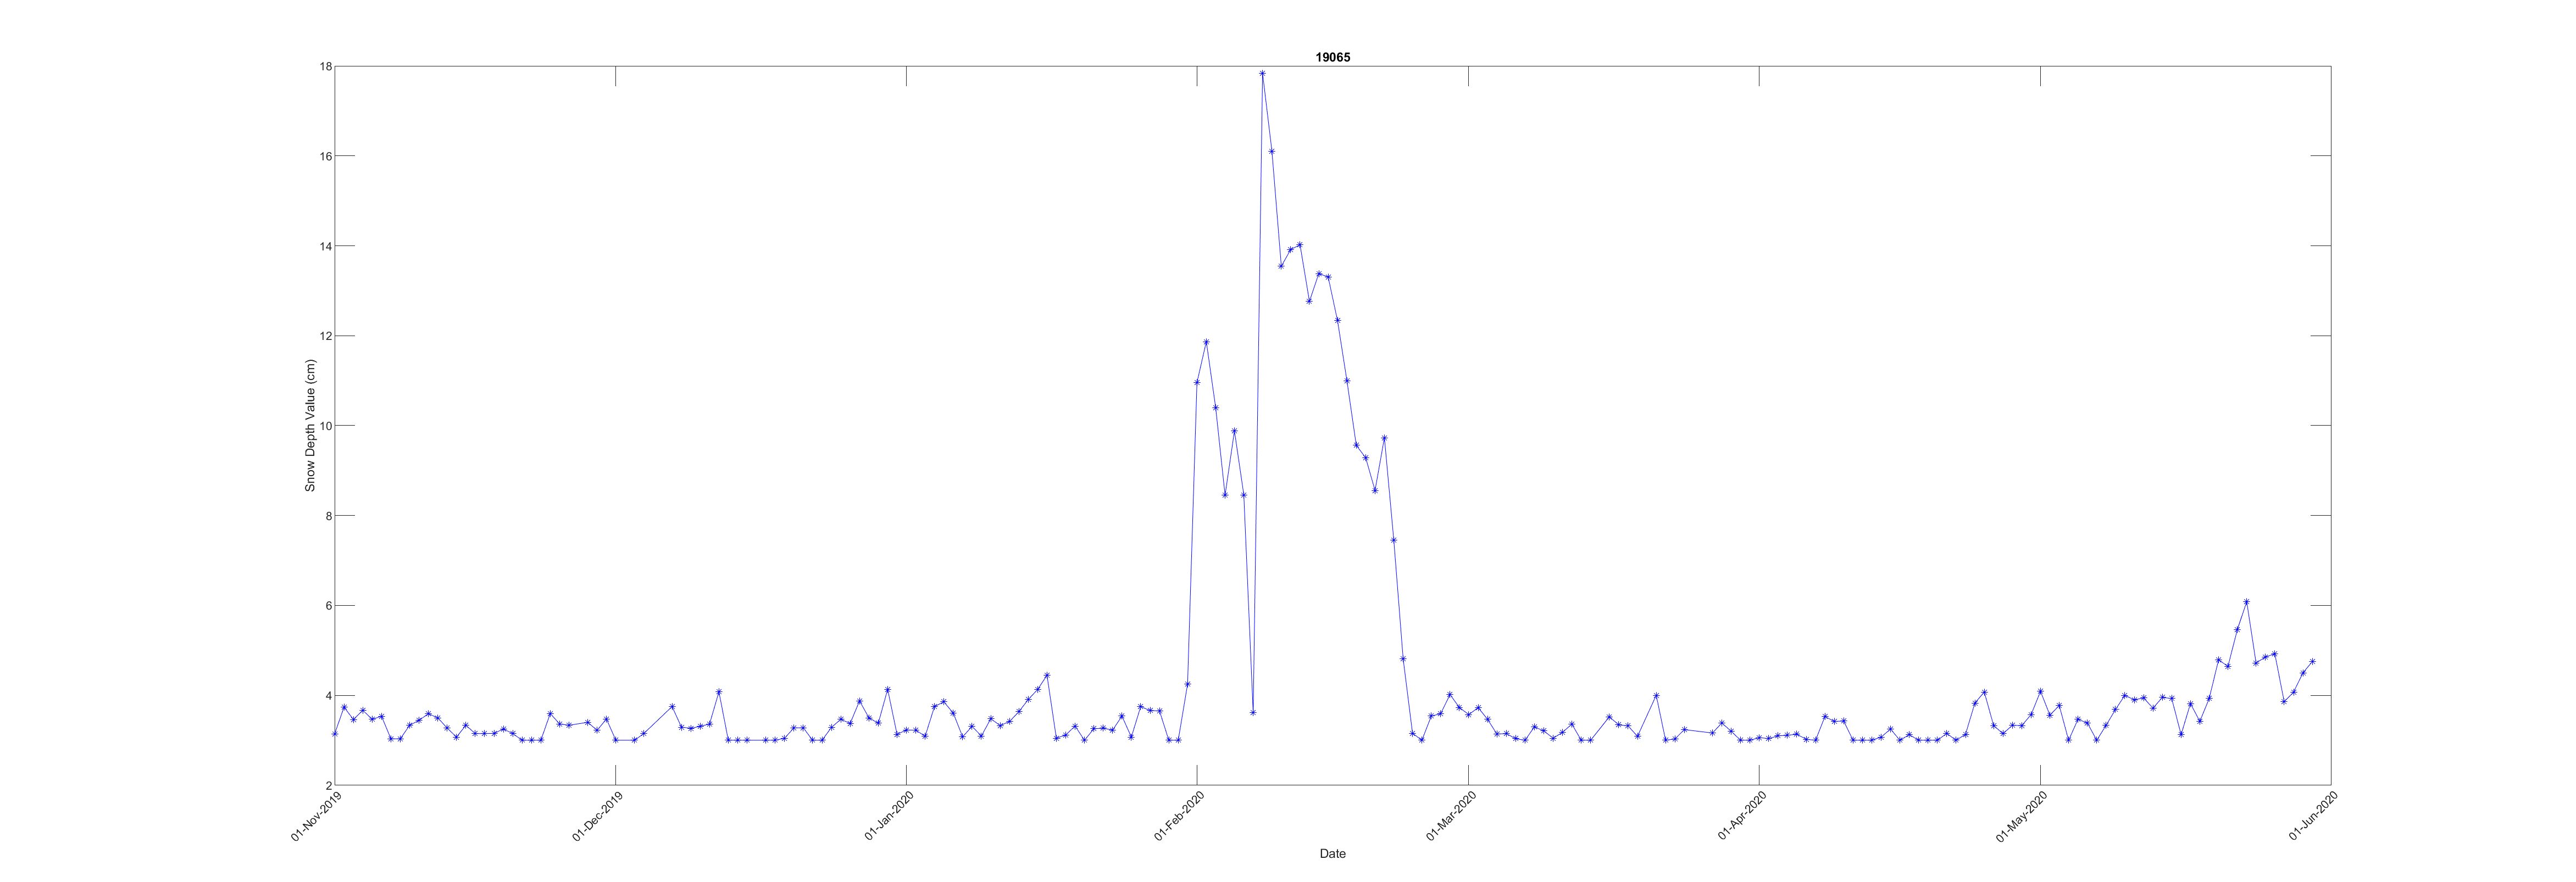 19065
18
16
14
12
10
8
6
4
2
Snow Depth Value (cm)
01-Nov-2019
01-Dec-2019
01-Jan-2020
01-Feb-2020
01-Mar-2020
01-Apr-2020
01-May-2020
01-Jun-2020
Date